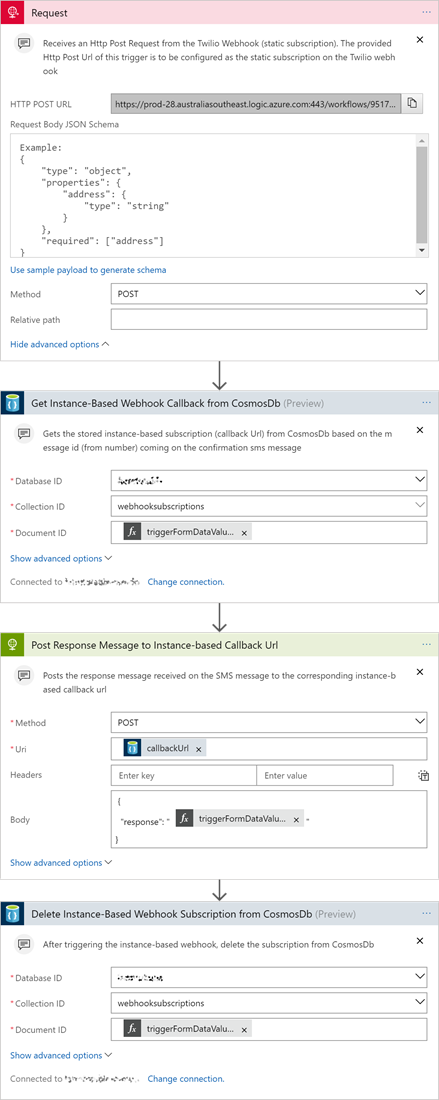 Request
Receives an Http Post Request from the Twilio Webhook (static subscription). The provided
Http Post Url of this trigger is to be configured as the static subscription on the Twilio webh
ook
HTTP POST URL
https://prod-28.australiasoutheast.logic.azure.com:443/workflows/9517...
Request Body JSON Schema
Example:
{
"type": "object",
"properties": {
"address": {
"type": "string"
}
},
"required": ["address"]
}
Use sample payload to generate schema
Method POST
Relative path
Hide advanced options
Get Instance-Based Webhook Callback from CosmosDb (Preview)
Gets the stored instance-based subscription (callback Url) from CosmosDb based on the m
essage id (from number) coming on the confirmation sms message
* Database ID
* Collection ID webhooksubscriptions
* Document ID fx triggerFormDataValu... x
Show advanced options
Connected to Change connection.
Post Response Message to Instance-based Callback Url
Posts the response message received on the SMS message to the corresponding instance-b
ased callback url
* Method POST
* Uri callbackUrl x
Headers Enter key Enter value
Body
{
"response": " fx triggerFormDataValu... x "
}
Show advanced options
Delete Instance-Based Webhook Subscription from CosmosDb (Preview)
After triggering the instance-based webhook, delete the subscription from CosmosDb
* Database ID
* Collection ID webhooksubscriptions
* Document ID fx triggerFormDataValu... x
Show advanced options
Connected to Change connection.